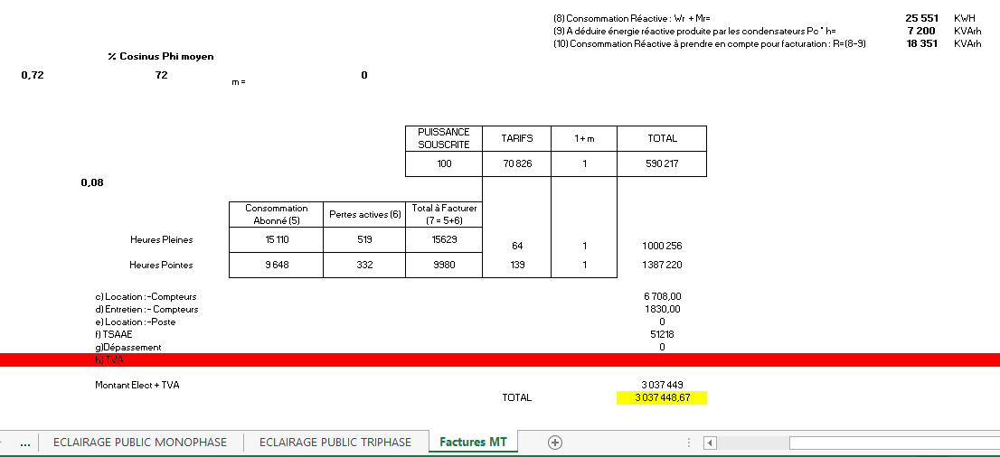 (8) Consommation Réactive : Wr + Mr= 25 551 KWH
(9) A déduire énergie réactive produite par les condensateurs Pc * h= 7 200 KVArh
(10) Consommation Réactive à prendre en compte pour facturation : R=(8-9) 18 351 KVArh
% Cosinus Phi moyen
0,72 72 m = 0
PUISSANCE SOUSCRITE TARIFS 1+m TOTAL
100 70 826 1 590 217
0,08
Consommation Abonné (5) Pertes actives (6) Total à Facturer (7 = 5+6)
Heures Pleines 15 110 519 15629 64 1 1 000 256
Heures Pointes 9 648 332 9980 139 1 1 387 220
c) Location :-Compteurs 6 708,00
d) Entretien :- Compteurs 1 830,00
e) Location :-Poste 0
f) TSAAE 51218
g)Dépassement 0
h) TVA
Montant Elect + TVA 3 037 449
TOTAL 3 037 448,67
... ECLAIRAGE PUBLIC MONOPHASE ECLAIRAGE PUBLIC TRIPHASE Factures MT